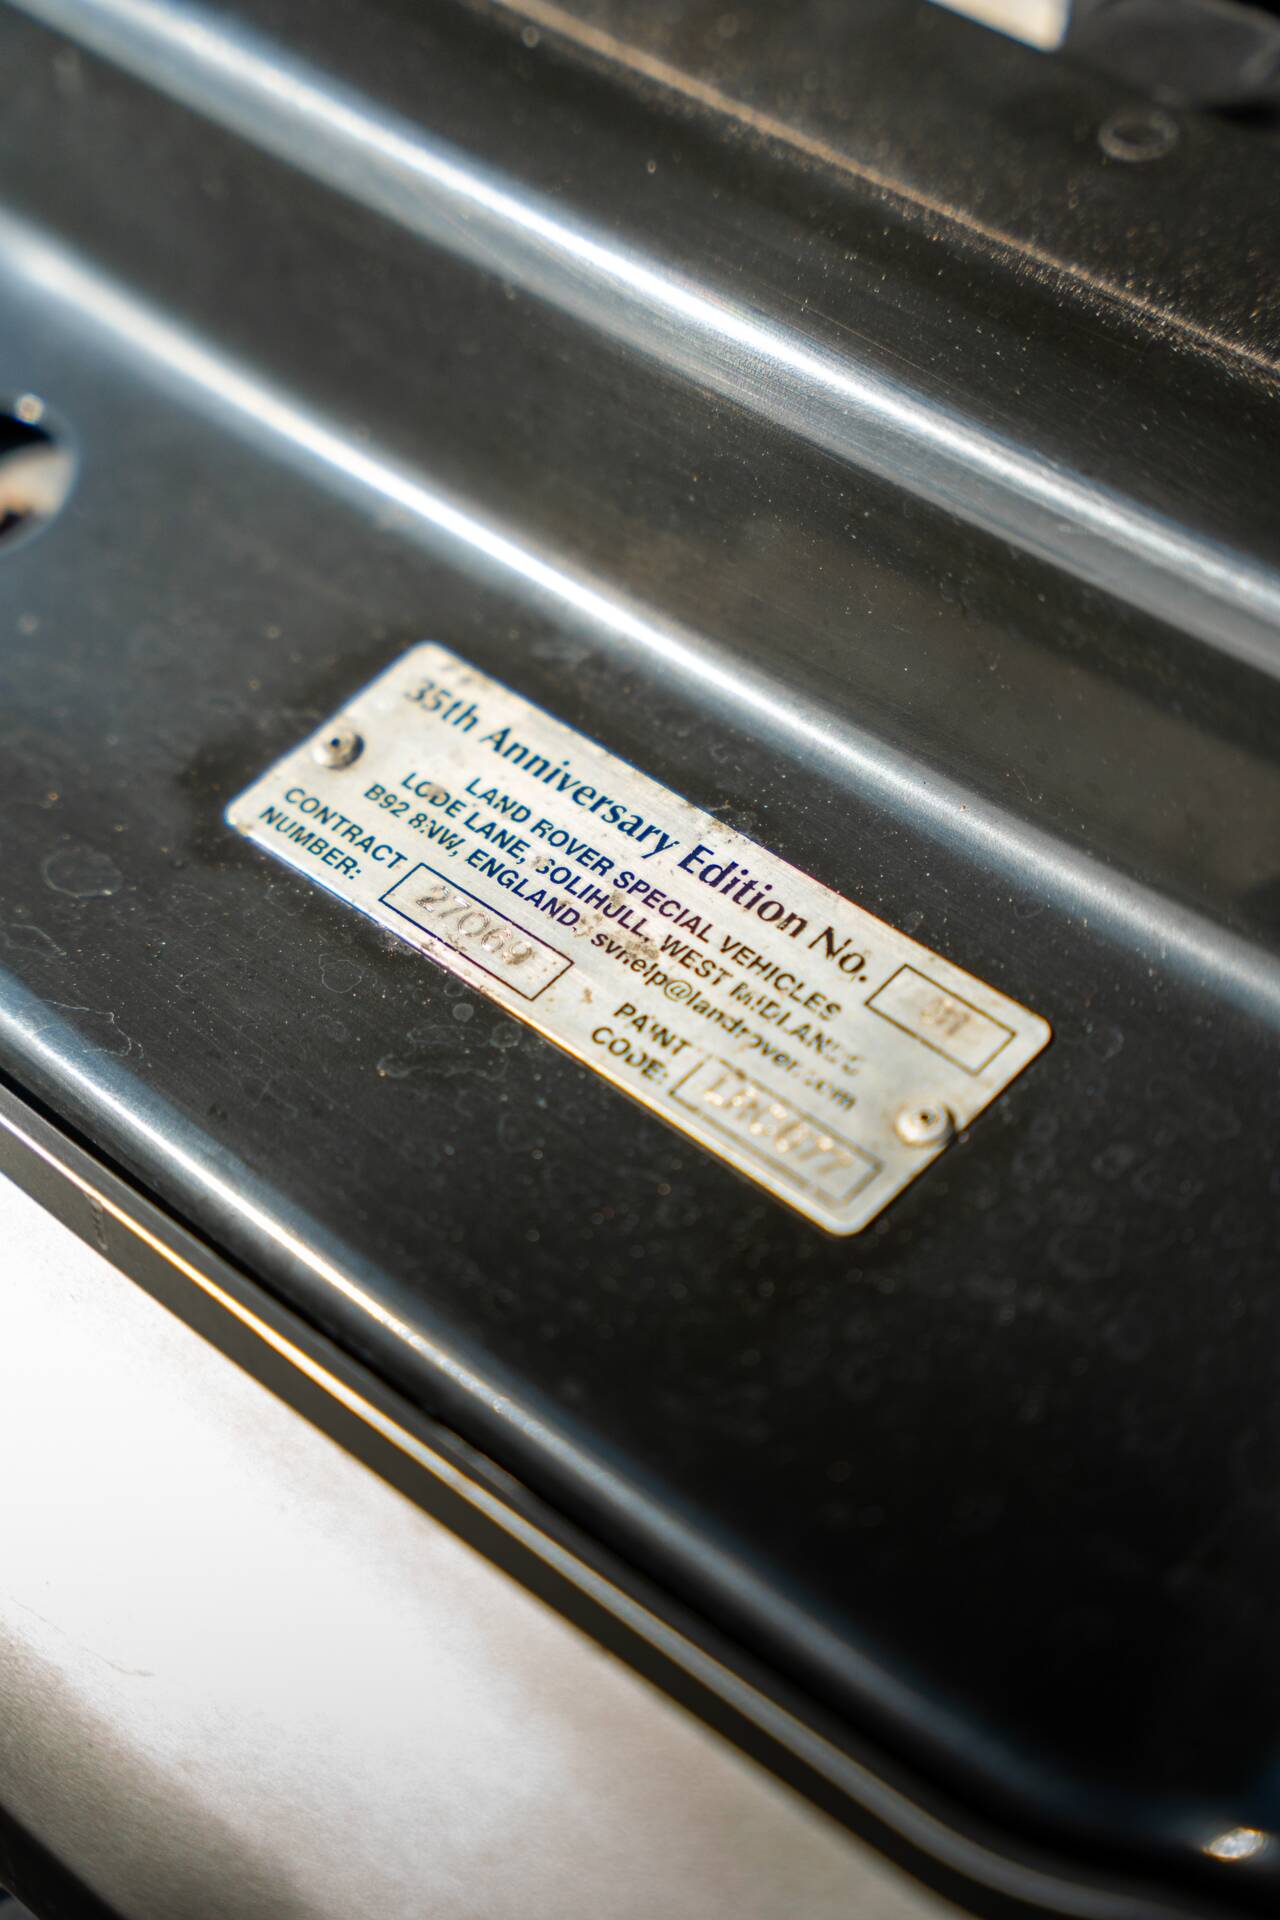 35th Anniversary Edition No.
LAND ROVER SPECIAL VEHICLES
LODE LANE, SOLIHULL, WEST MIDLANDS
B92 8NW, ENGLAND, svhelp@landrover.com
CONTRACT
NUMBER: 27069
PAINT
CODE: